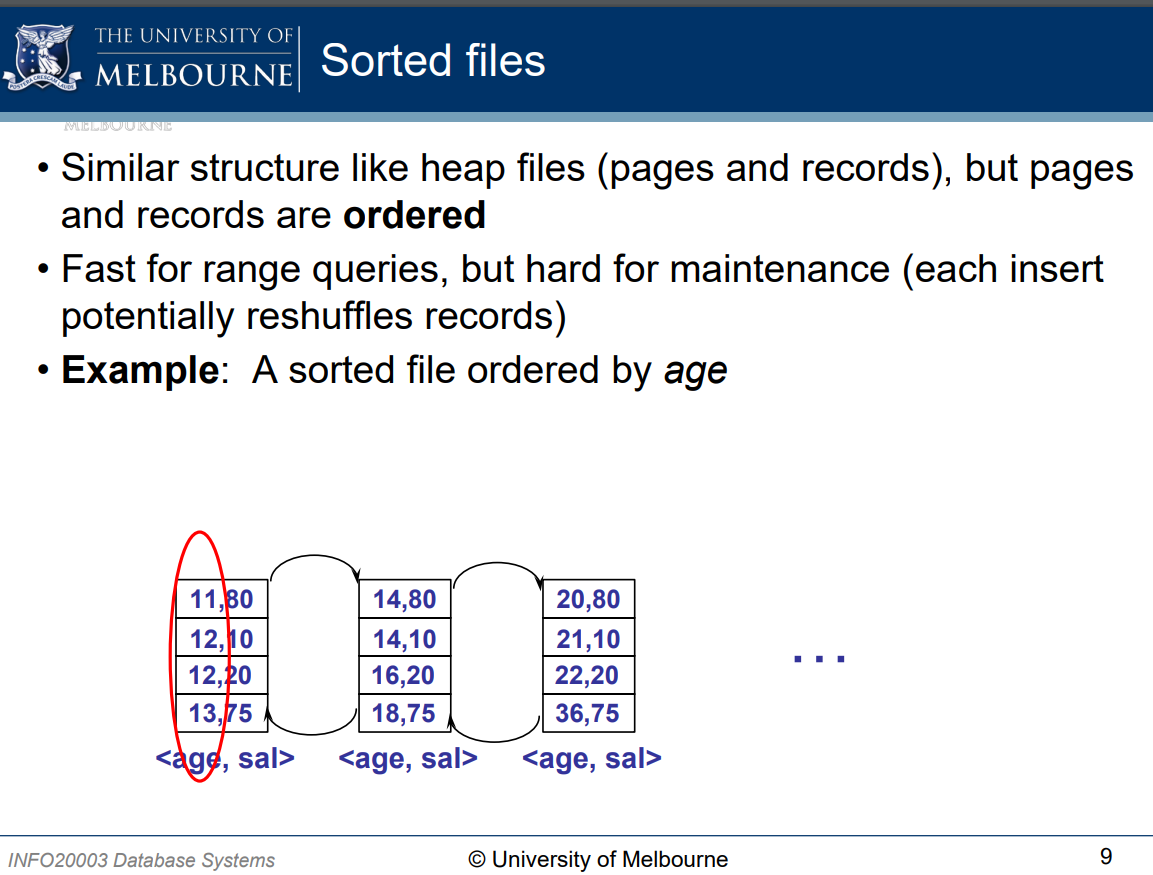 THE UNIVERSITY OF
MELBOURNE
Sorted files
MELBOURNE
• Similar structure like heap files (pages and records), but pages
and records are ordered
• Fast for range queries, but hard for maintenance (each insert
potentially reshuffles records)
• Example: A sorted file ordered by age
11,80
12,10
12,20
13,75
<age, sal>
14,80
14,10
16,20
18,75
<age, sal>
20,80
21,10
22,20
36,75
<age, sal>
...
INFO20003 Database Systems
© University of Melbourne
9